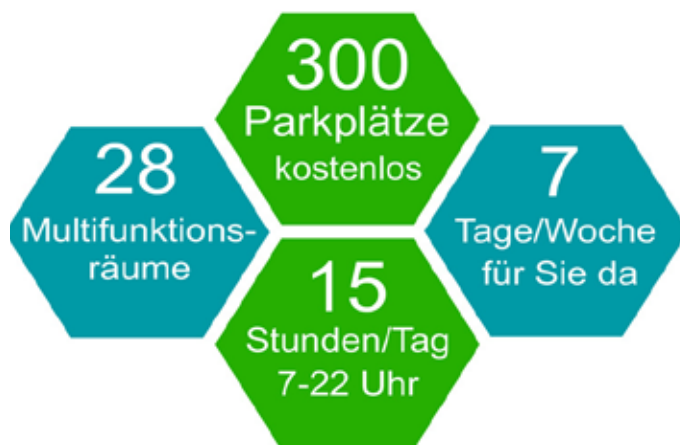 300
Parkplätze
kostenlos
28
Multifunktions-
räume
7
Tage/Woche
für Sie da
15
Stunden/Tag
7-22 Uhr